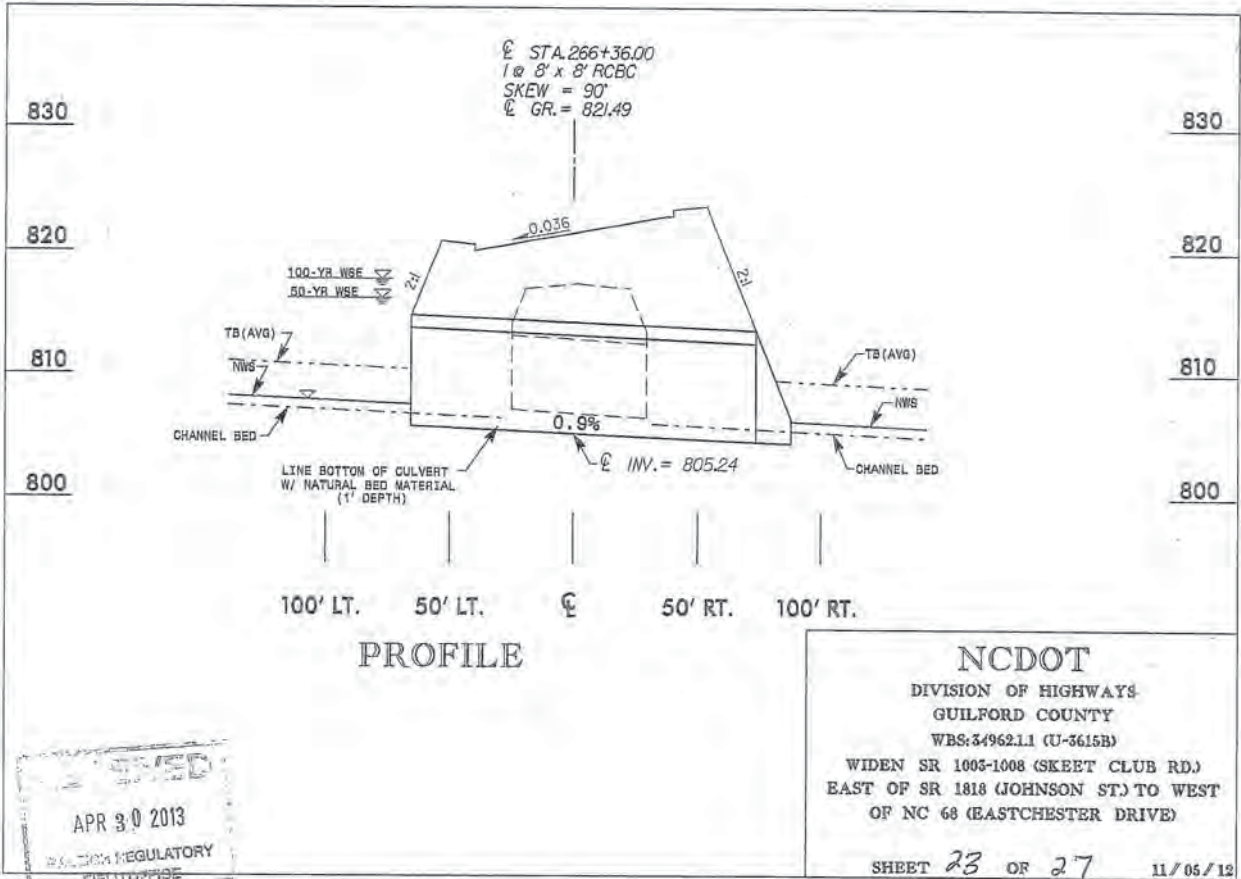 ℄ STA.266+36.00
1 @ 8' x 8' RCBC
SKEW = 90°
℄ GR.= 821.49
830
830
820
820
0.036
2:1
2:1
100-YR WSE
50-YR WSE
TB(AVG)
TB(AVG)
810
810
NWS
NWS
CHANNEL BED
0.9%
℄ INV.= 805.24
CHANNEL BED
LINE BOTTOM OF CULVERT
W/ NATURAL BED MATERIAL
(1' DEPTH)
800
800
100' LT.
50' LT.
℄
50' RT.
100' RT.
PROFILE
NCDOT
DIVISION OF HIGHWAYS
GUILFORD COUNTY
WBS:34962.1.1 (U-3615B)
WIDEN SR 1003-1008 (SKEET CLUB RD.)
EAST OF SR 1818 (JOHNSON ST.) TO WEST
OF NC 68 (EASTCHESTER DRIVE)
SHEET 23 OF 27 11/05/12
APR 30 2013
REGULATORY